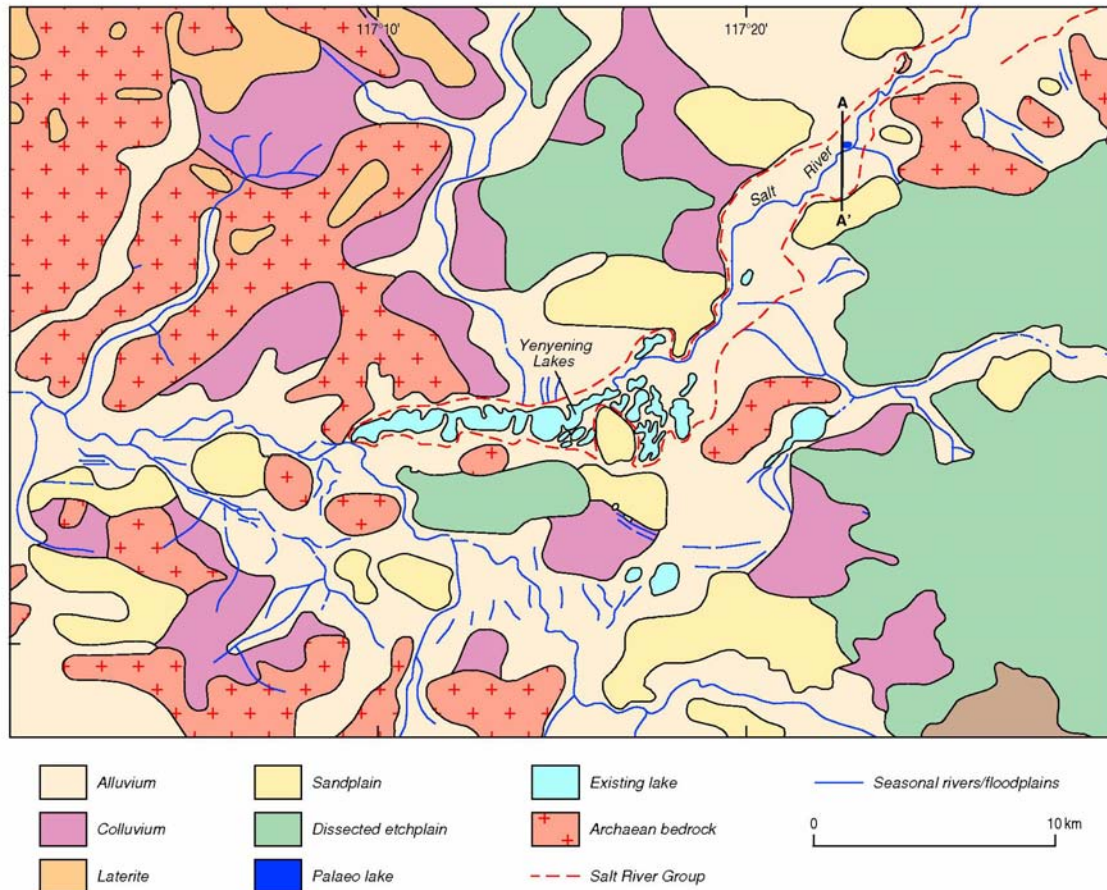 117°10'
117°20'
A
Salt River
A'
Yenyening
Lakes
Alluvium
Colluvium
Laterite
Sandplain
Dissected etchplain
Palaeo lake
Existing lake
Archaean bedrock
Salt River Group
Seasonal rivers/floodplains
0 10 km